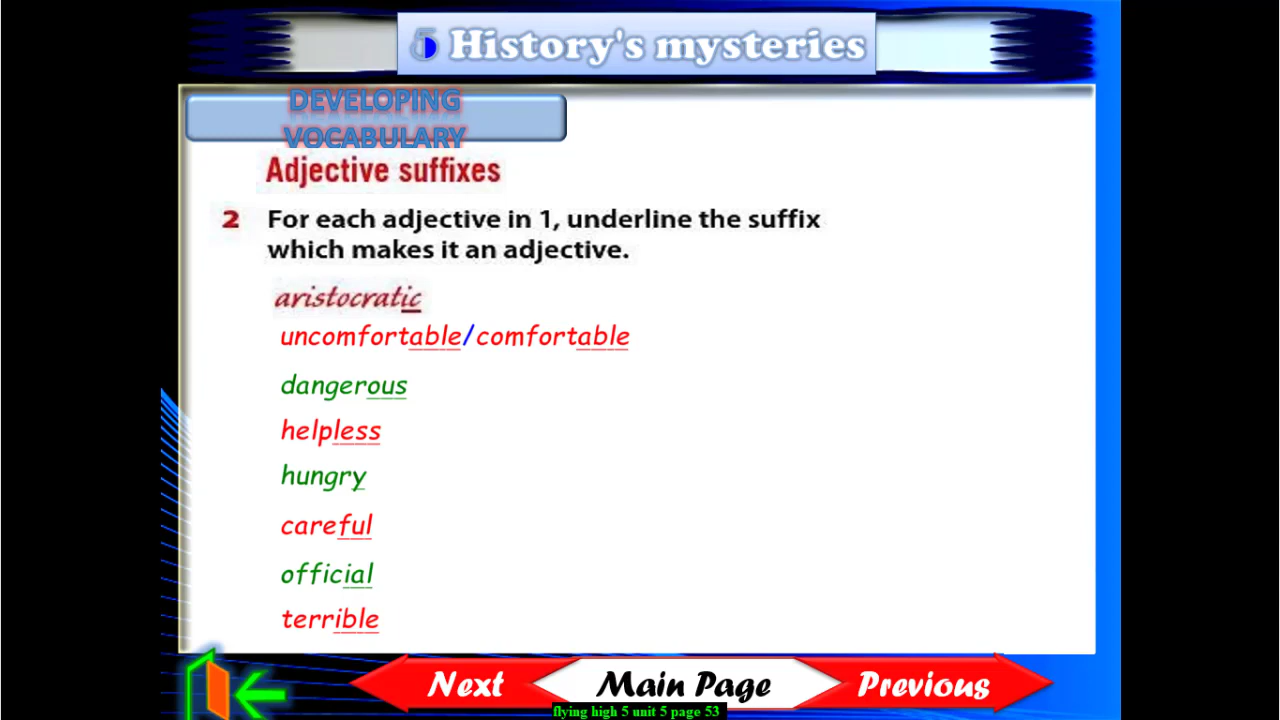 5 History's mysteries
DEVELOPING
VOCABULARY
Adjective suffixes
2 For each adjective in 1, underline the suffix
which makes it an adjective.
aristocratic
uncomfortable/comfortable
dangerous
helpless
hungry
careful
official
terrible
Next Main Page Previous
flying high 5 unit 5 page 53